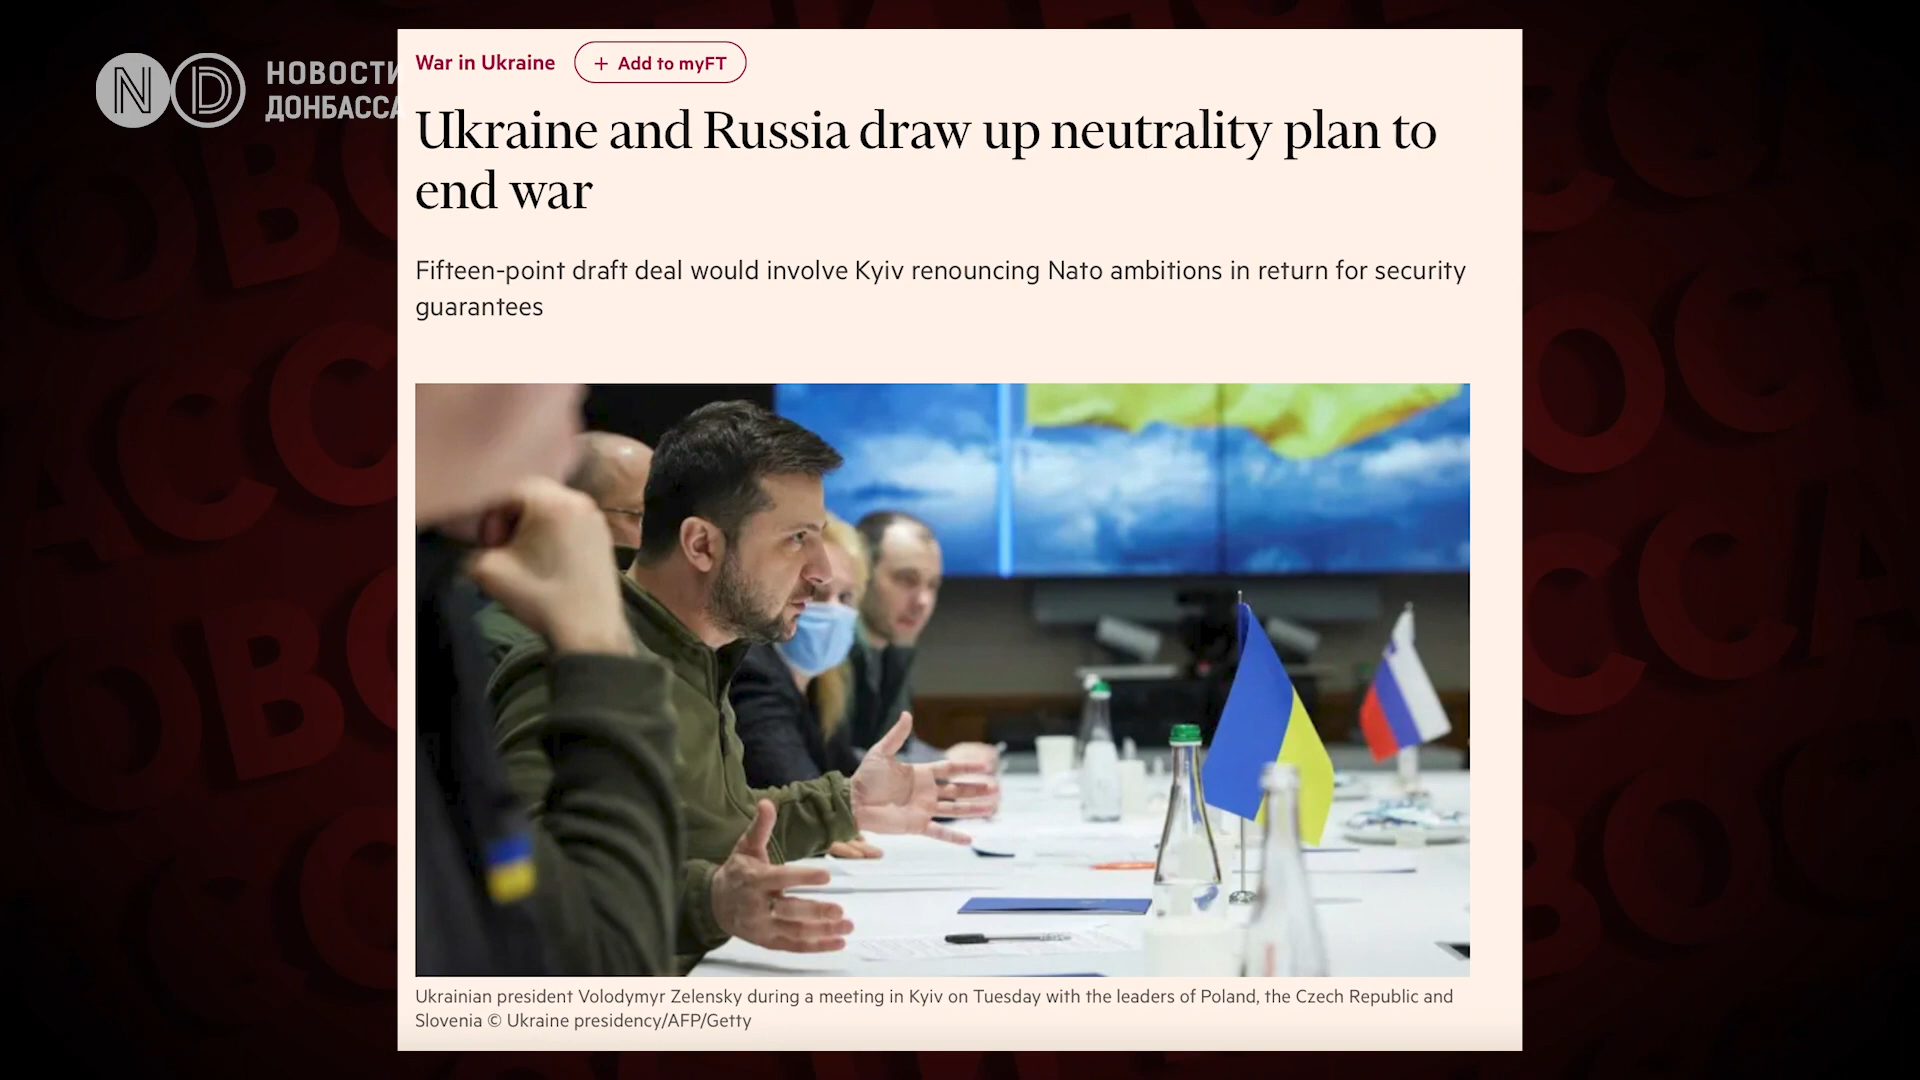 НОВОСТИ
ДОНБАССА
War in Ukraine
+ Add to myFT
Ukraine and Russia draw up neutrality plan to
end war
Fifteen-point draft deal would involve Kyiv renouncing Nato ambitions in return for security
guarantees
Ukrainian president Volodymyr Zelensky during a meeting in Kyiv on Tuesday with the leaders of Poland, the Czech Republic and
Slovenia © Ukraine presidency/AFP/Getty